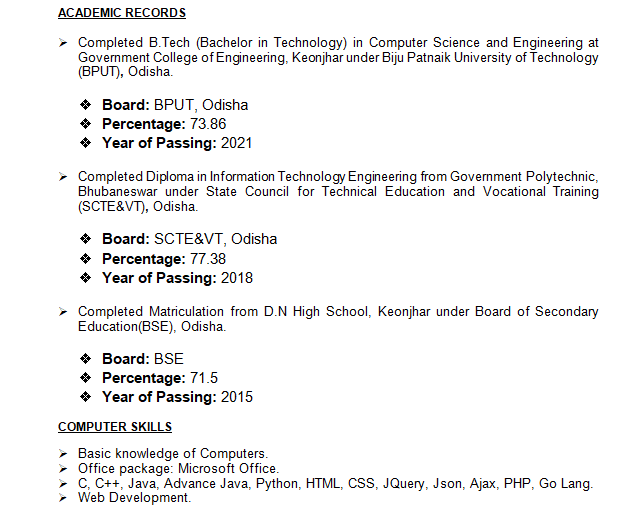 ACADEMIC RECORDS
➢ Completed B.Tech (Bachelor in Technology) in Computer Science and Engineering at
Government College of Engineering, Keonjhar under Biju Patnaik University of Technology
(BPUT), Odisha.
❖ Board: BPUT, Odisha
❖ Percentage: 73.86
❖ Year of Passing: 2021
➢ Completed Diploma in Information Technology Engineering from Government Polytechnic,
Bhubaneswar under State Council for Technical Education and Vocational Training
(SCTE&VT), Odisha.
❖ Board: SCTE&VT, Odisha
❖ Percentage: 77.38
❖ Year of Passing: 2018
➢ Completed Matriculation from D.N High School, Keonjhar under Board of Secondary
Education(BSE), Odisha.
❖ Board: BSE
❖ Percentage: 71.5
❖ Year of Passing: 2015
COMPUTER SKILLS
➢ Basic knowledge of Computers.
➢ Office package: Microsoft Office.
➢ C, C++, Java, Advance Java, Python, HTML, CSS, JQuery, Json, Ajax, PHP, Go Lang.
➢ Web Development.